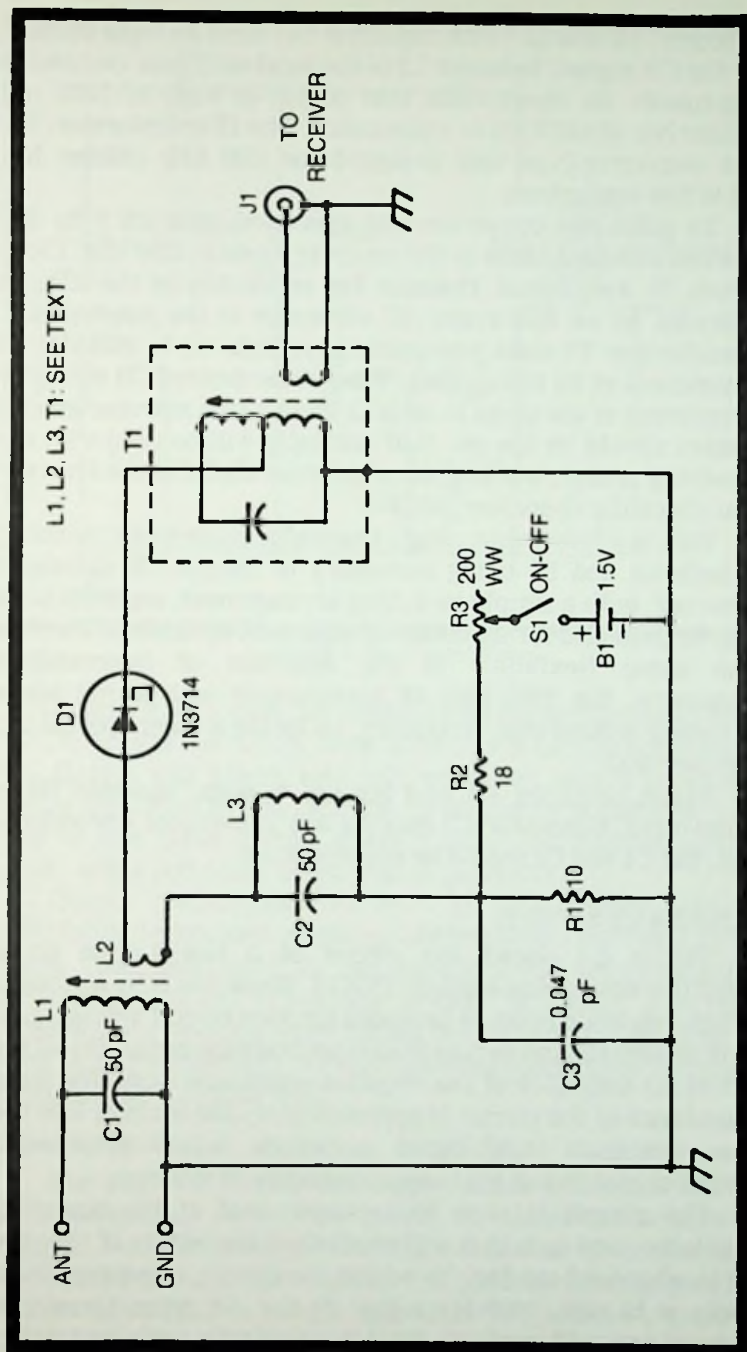 L1, L2, L3, T1: SEE TEXT.
ANT
GND
L1
C1
50 pF
L2
D1
1N3714
T1
J1
TO
RECEIVER
L3
C2
50 pF
C3
0.047
pF
R1
10
R2
18
R3
200
WW
S1
ON-OFF
+
B1
1.5V
−